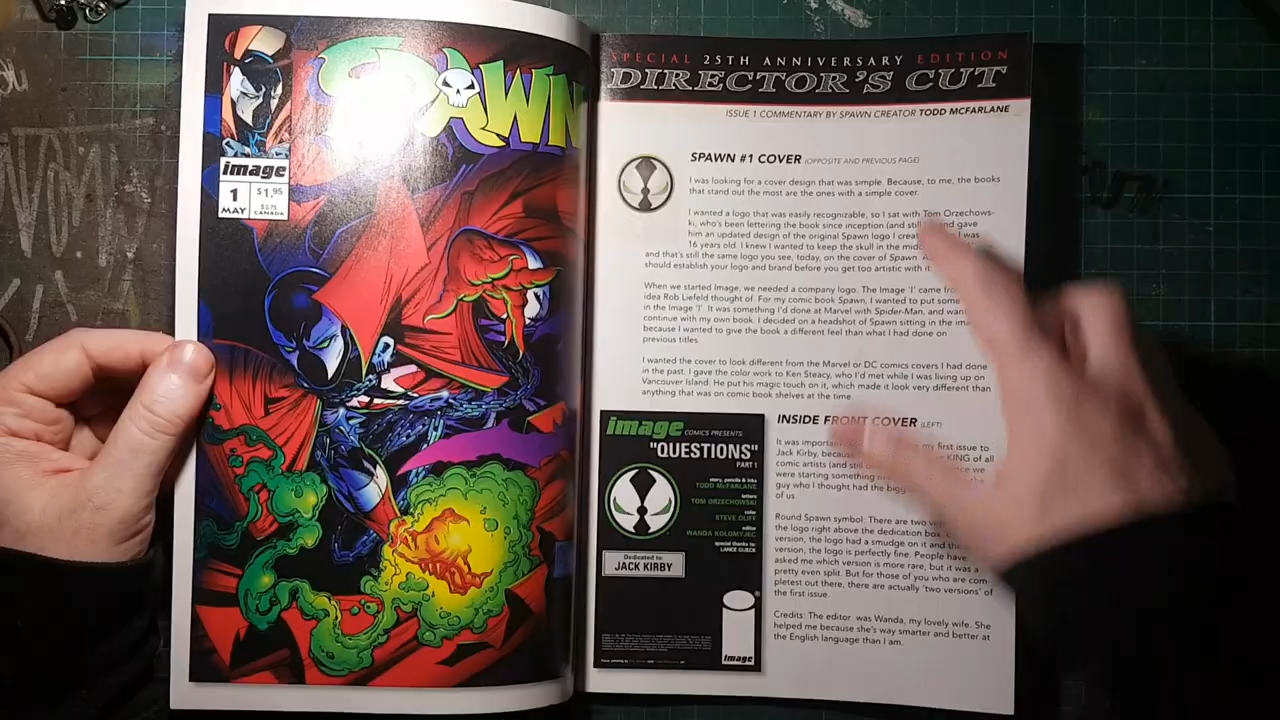 SPAWN
image
1
$1.95
MAY
$2.75
CANADA
SPECIAL 25TH ANNIVERSARY EDITION
DIRECTOR'S CUT
ISSUE 1 COMMENTARY BY SPAWN CREATOR TODD MCFARLANE
SPAWN #1 COVER (OPPOSITE AND PREVIOUS PAGE)
I was looking for a cover design that was simple. Because, to me, the books
that stand out the most are the ones with a simple cover.
I wanted a logo that was easily recognizable, so I sat with Tom Orzechows-
ki, who's been lettering the book since inception (and still and gave
him an updated design of the original Spawn logo I I was
16 years old. I knew I wanted to keep the skull in the
and that's still the same logo you see, today, on the cover of Spawn.
should establish your logo and brand before you get too artistic with it.
When we started Image, we needed a company logo. The Image 'I' came
idea Rob Liefeld thought of. For my comic book Spawn, I wanted to put
in the Image 'I'. It was something I'd done at Marvel with Spider-Man, and
continue with my own book. I decided on a headshot of Spawn sitting in the
because I wanted to give the book a different feel than what I had done on
previous titles.
I wanted the cover to look different from the Marvel or DC comics covers I had done
in the past. I gave the color work to Ken Steacy, who I'd met while I was living up on
Vancouver Island. He put his magic touch on it, which made it look very different than
anything that was on comic book shelves at the time.
image COMICS PRESENTS
"QUESTIONS"
PART 1
story, pencils & inks
TODD McFARLANE
letters
TOM ORZECHOWSKI
color
STEVE OLIFF
editor
WANDA KOLOMYJEC
special thanks to:
LANCE GUECK
Dedicated to:
JACK KIRBY
image
INSIDE FRONT COVER (LEFT)
It was my first issue to
Jack Kirby, KING of all
comic artists (and we
were starting something
guy who I thought had the
of us.
Round Spawn symbol: There are two
the logo right above the dedication
version, the logo had a smudge on it and
version, the logo is perfectly fine. People have
asked me which version is more rare, but it was a
pretty even split. But for those of you who are com-
pletest out there, there are actually 'two versions' of
the first issue.
Credits: The editor was Wanda, my lovely wife. She
helped me because she's way smarter and better at
the English language than I am.